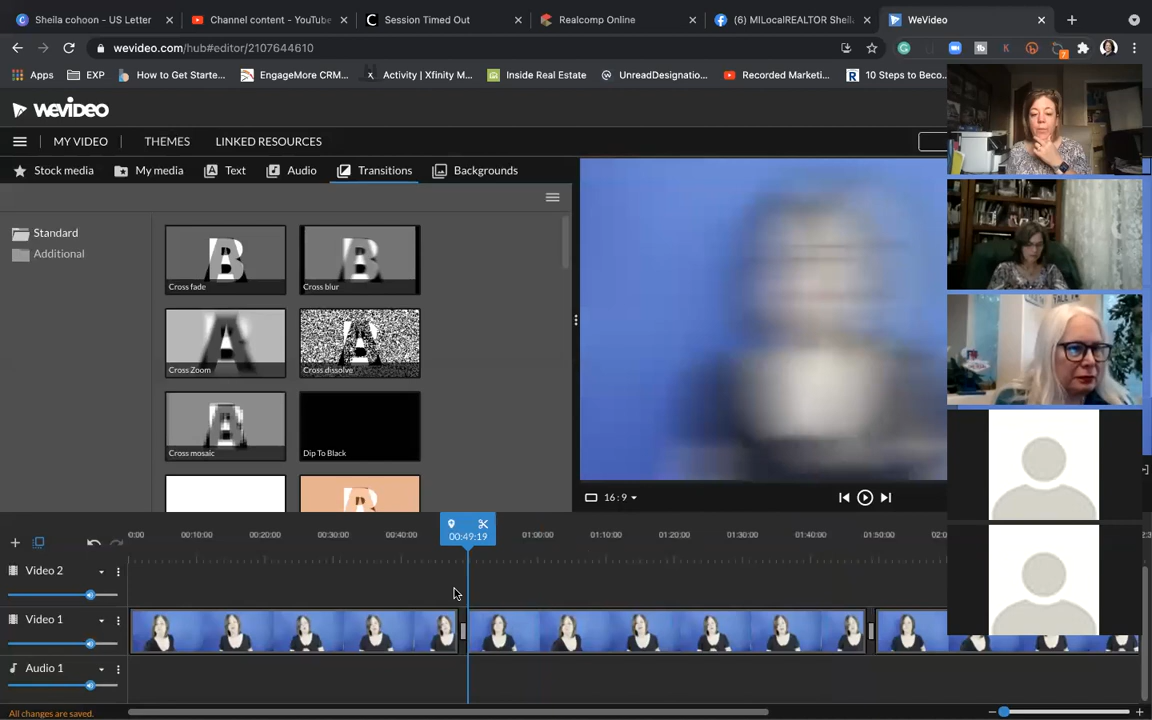 Sheila cohoon - US Letter
Channel content - YouTube
Session Timed Out
Realcomp Online
(6) MILocalREALTOR Sheila
WeVideo
wevideo.com/hub#editor/2107644610
Apps
EXP
How to Get Starte...
EngageMore CRM...
Activity | Xfinity M...
Inside Real Estate
UnreadDesignatio...
Recorded Marketi...
10 Steps to Beco...
wevideo
MY VIDEO
THEMES
LINKED RESOURCES
Stock media
My media
Text
Audio
Transitions
Backgrounds
Standard
Additional
Cross fade
Cross blur
Cross Zoom
Cross dissolve
Cross mosaic
Dip To Black
16 : 9
00:49:19
0:00
00:10:00
00:20:00
00:30:00
00:40:00
01:00:00
01:10:00
01:20:00
01:30:00
01:40:00
Video 2
Video 1
Audio 1
All changes are saved.